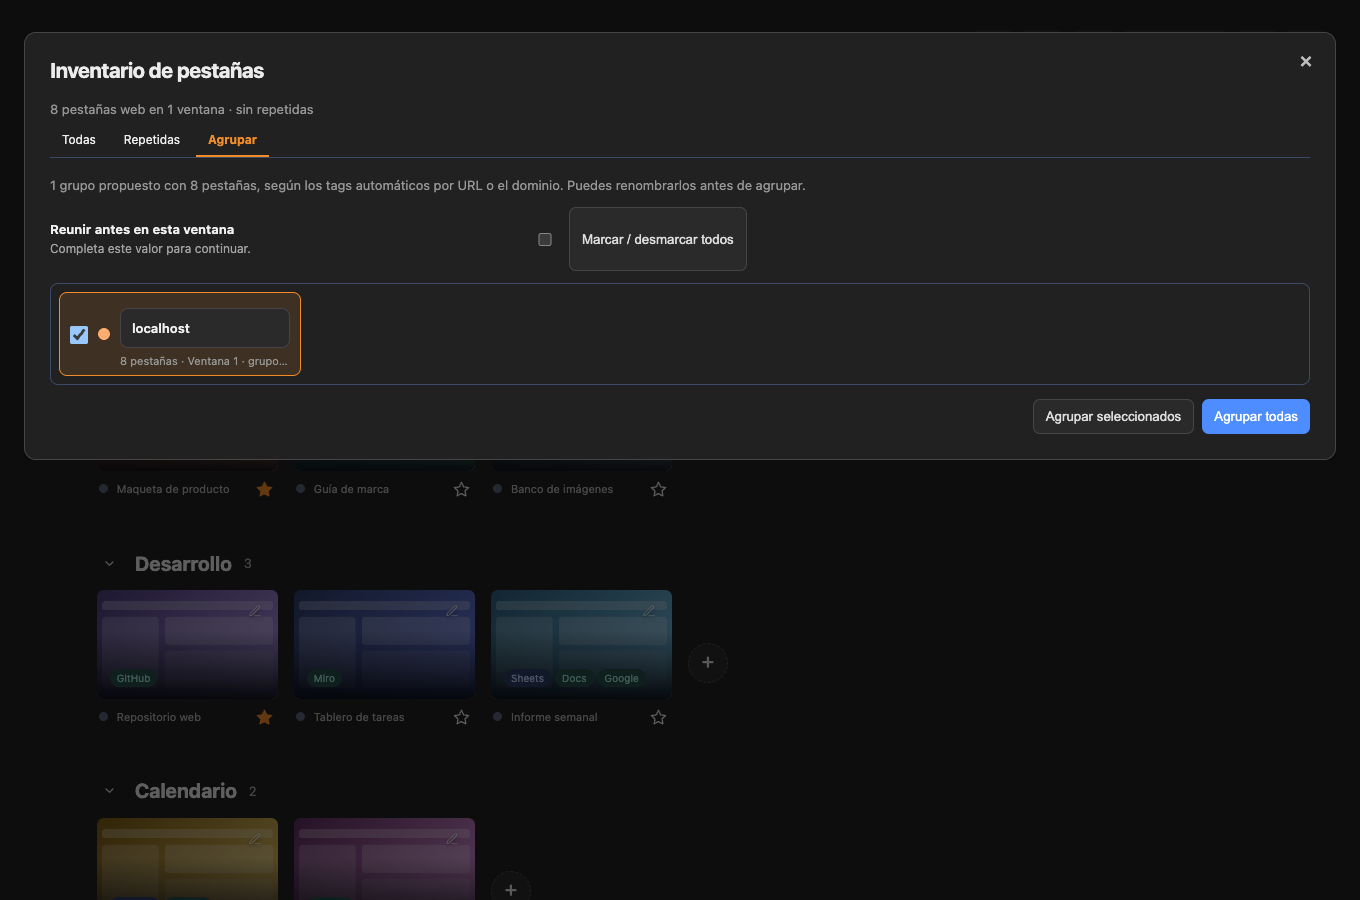 Inventario de pestañas
8 pestañas web en 1 ventana · sin repetidas
Todas Repetidas Agrupar
1 grupo propuesto con 8 pestañas, según los tags automáticos por URL o el dominio. Puedes renombrarlos antes de agrupar.
Reunir antes en esta ventana
Completa este valor para continuar.
Marcar / desmarcar todos
localhost
8 pestañas · Ventana 1 · grupo...
Agrupar seleccionados Agrupar todas
Maqueta de producto Guía de marca Banco de imágenes
Desarrollo 3
GitHub Miro Sheets Docs Google
Repositorio web Tablero de tareas Informe semanal
Calendario 2